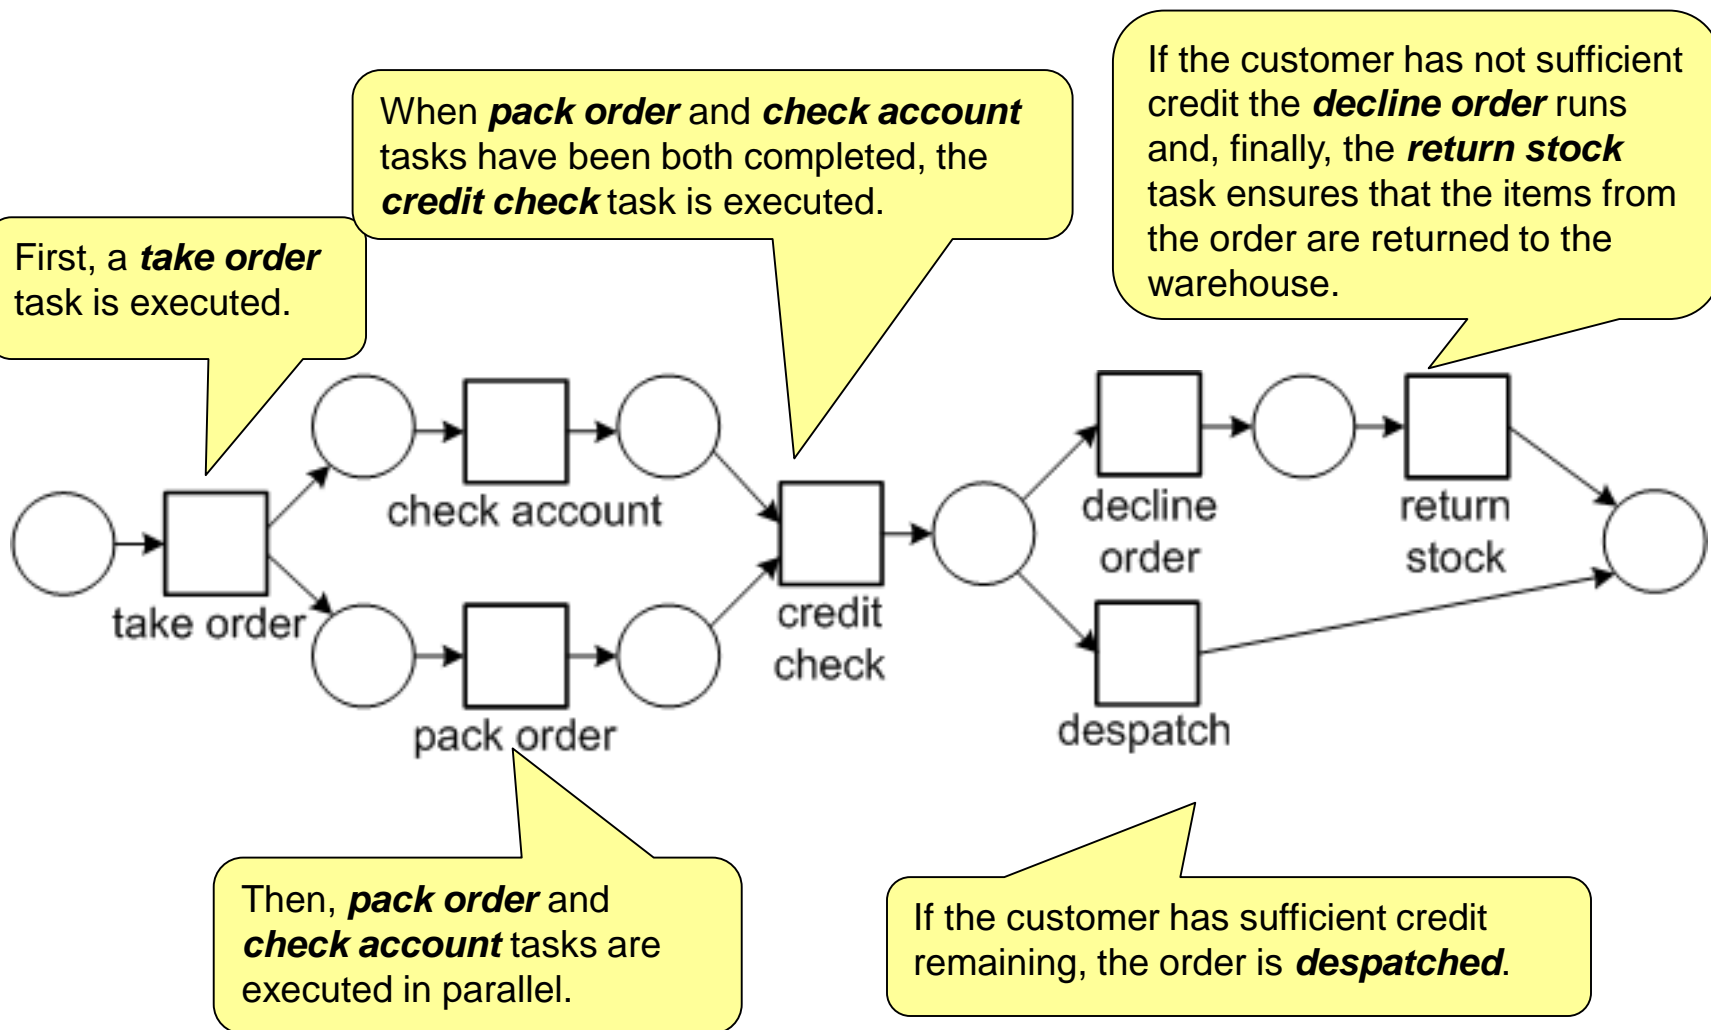 First, a take order
task is executed.
When pack order and check account
tasks have been both completed, the
credit check task is executed.
If the customer has not sufficient
credit the decline order runs
and, finally, the return stock
task ensures that the items from
the order are returned to the
warehouse.
take order
check account
pack order
credit
check
decline
order
return
stock
despatch
Then, pack order and
check account tasks are
executed in parallel.
If the customer has sufficient credit
remaining, the order is despatched.